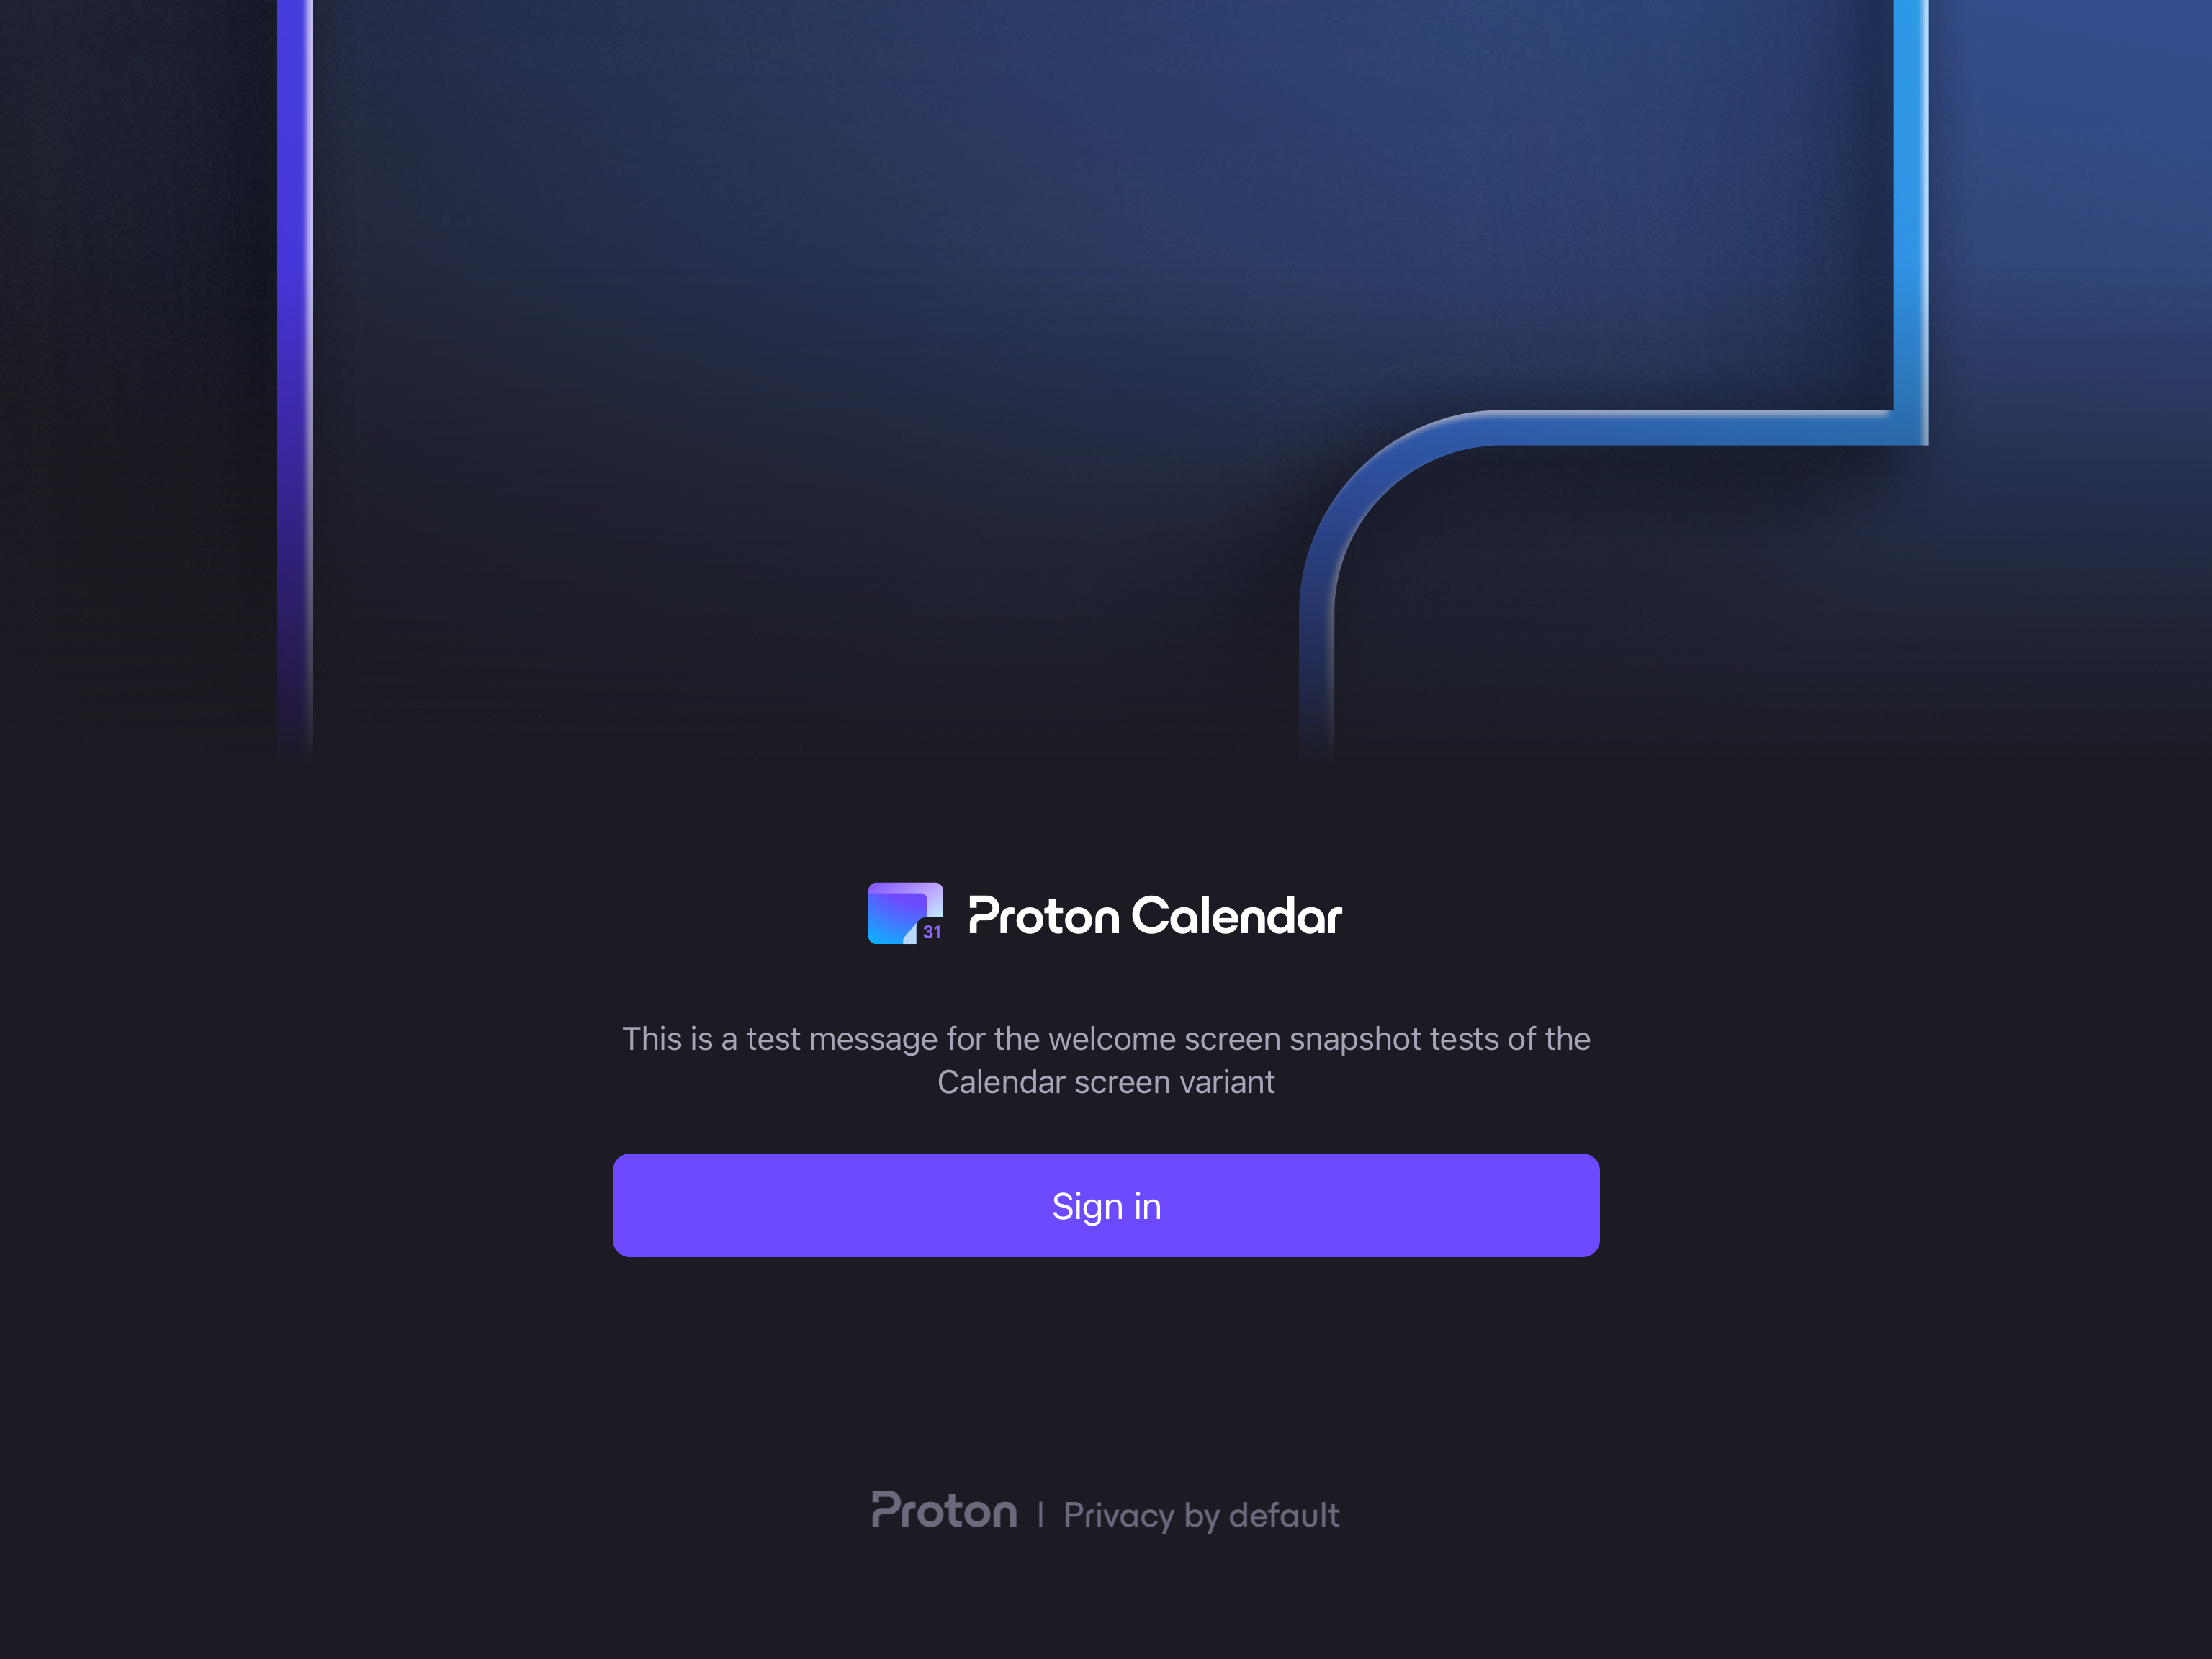 31
Proton Calendar
This is a test message for the welcome screen snapshot tests of the
Calendar screen variant
Sign in
Proton | Privacy by default